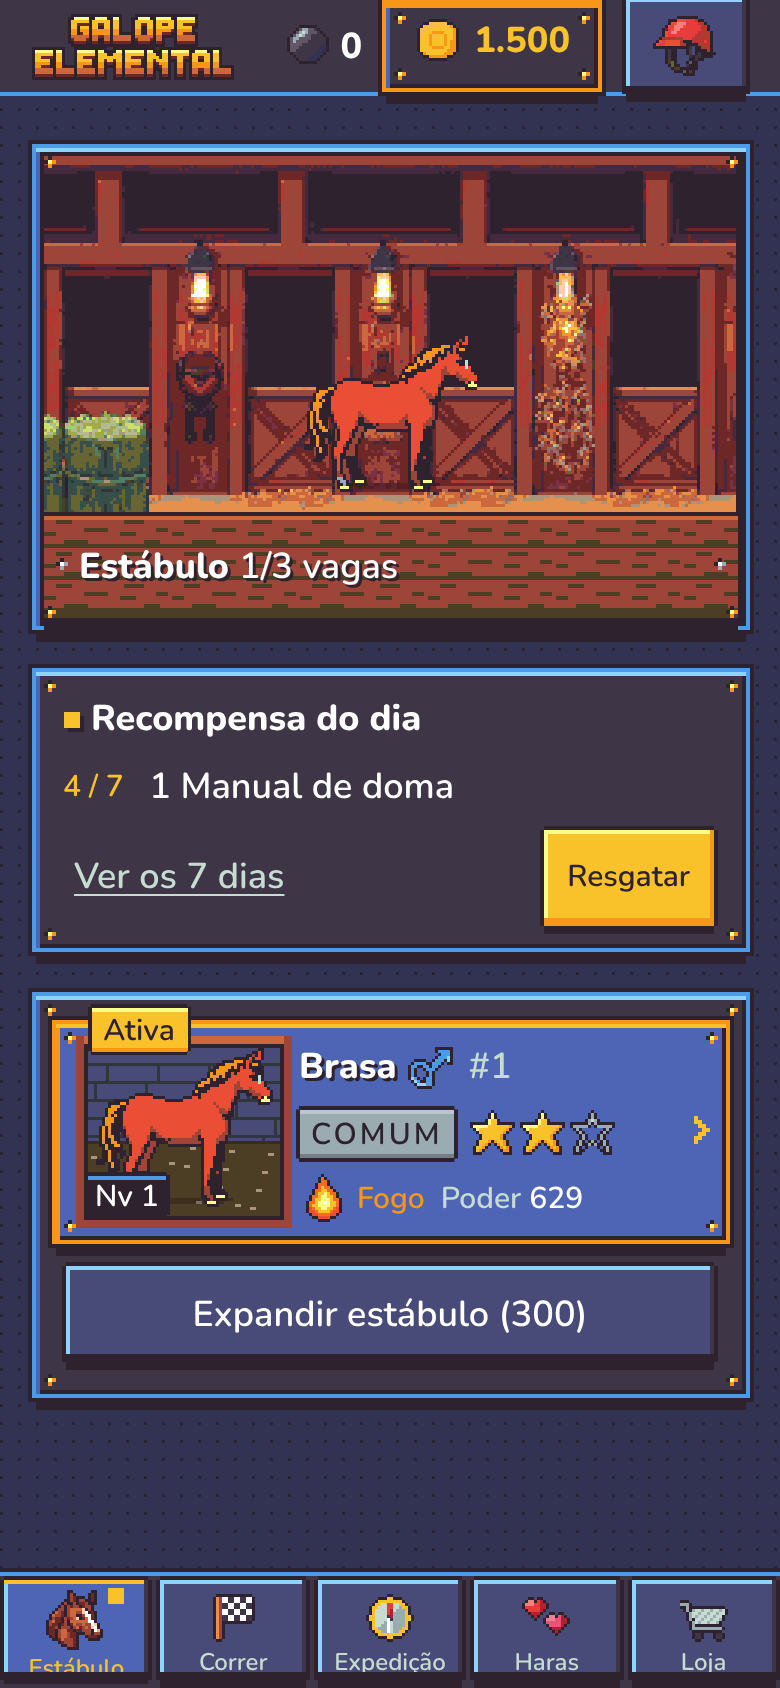 GALOPE
ELEMENTAL
0
1.500
Estábulo 1/3 vagas
Recompensa do dia
4 / 7 1 Manual de doma
Ver os 7 dias
Resgatar
Ativa
Brasa #1
COMUM
Nv 1
Fogo Poder 629
Expandir estábulo (300)
Estábulo
Correr
Expedição
Haras
Loja